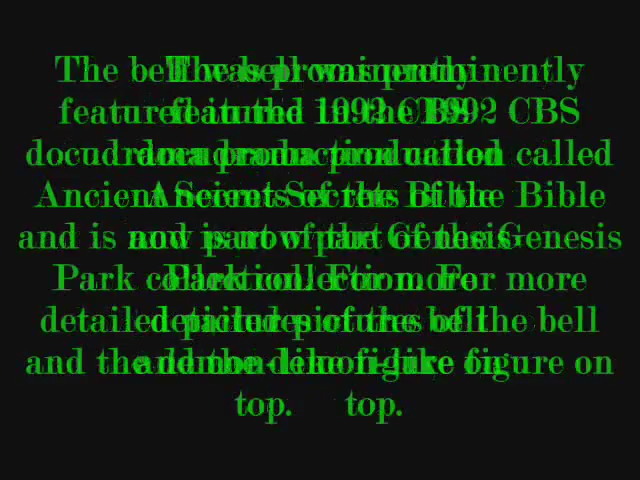 The bell was prominently
featured in the 1992 CBS
docudrama production called
Ancient Secrets of the Bible
and is now part of the Genesis
Park collection. For more
detailed pictures of the bell
and the demon-like figure on
top.